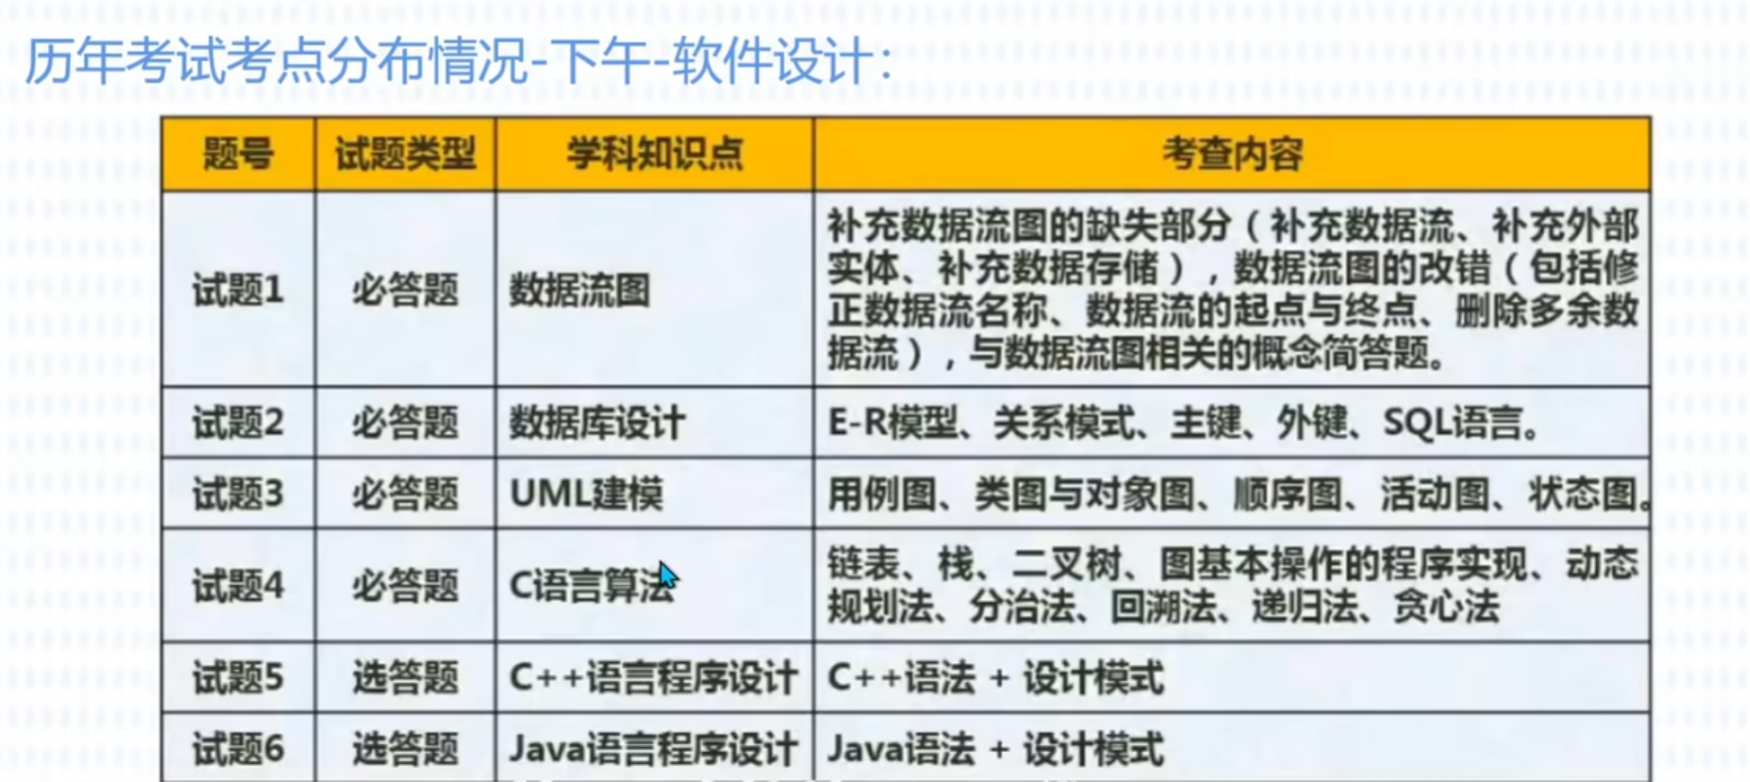 历年考试考点分布情况-下午-软件设计：
题号 试题类型 学科知识点 考查内容
试题1 必答题 数据流图 补充数据流图的缺失部分（补充数据流、补充外部
实体、补充数据存储），数据流图的改错（包括修
正数据流名称、数据流的起点与终点、删除多余数
据流），与数据流图相关的概念简答题。
试题2 必答题 数据库设计 E-R模型、关系模式、主键、外键、SQL语言。
试题3 必答题 UML建模 用例图、类图与对象图、顺序图、活动图、状态图。
试题4 必答题 C语言算法 链表、栈、二叉树、图基本操作的程序实现、动态
规划法、分治法、回溯法、递归法、贪心法
试题5 选答题 C++语言程序设计 C++语法 + 设计模式
试题6 选答题 Java语言程序设计 Java语法 + 设计模式